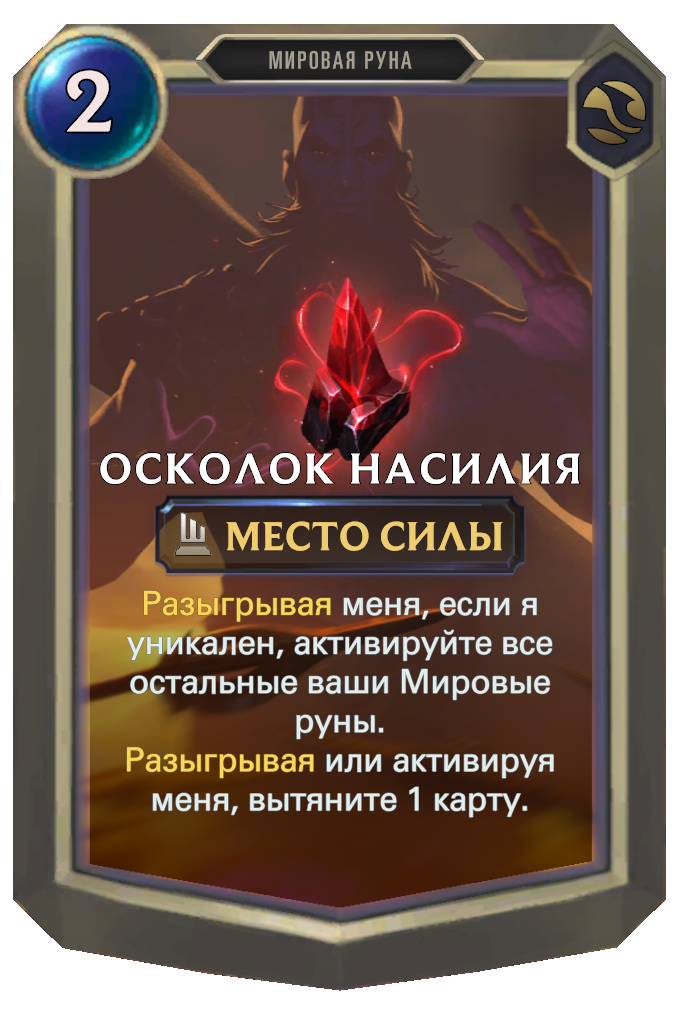 МИРОВАЯ РУНА
2
ОСКОЛОК НАСИЛИЯ
МЕСТО СИЛЫ
Разыгрывая меня, если я
уникален, активируйте все
остальные ваши Мировые
руны.
Разыгрывая или активируя
меня, вытяните 1 карту.